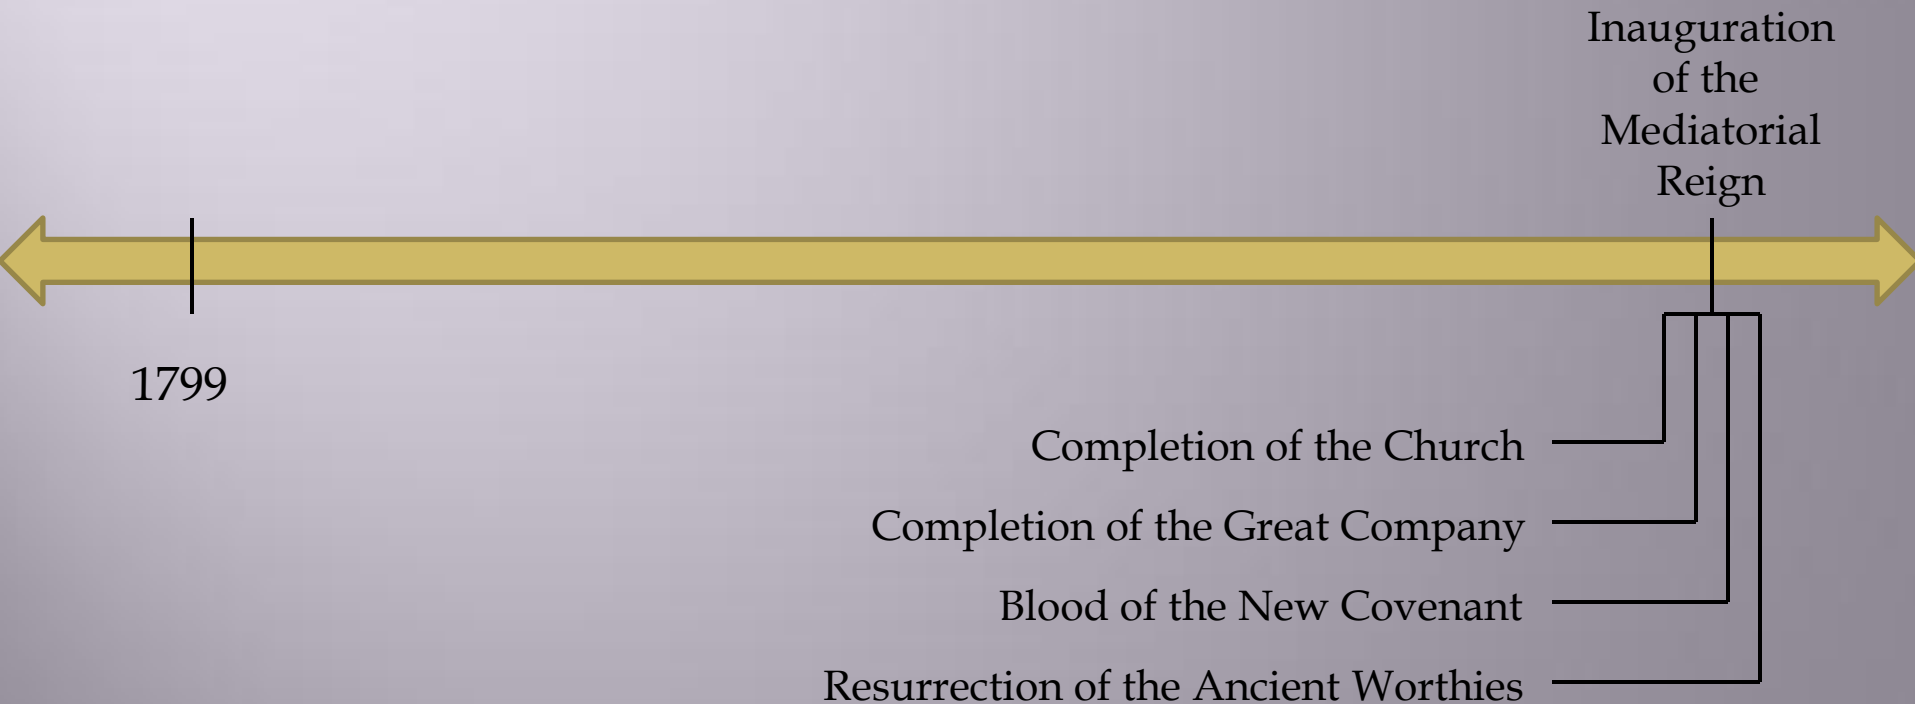 Inauguration
of the
Mediatorial
Reign
1799
Completion of the Church
Completion of the Great Company
Blood of the New Covenant
Resurrection of the Ancient Worthies